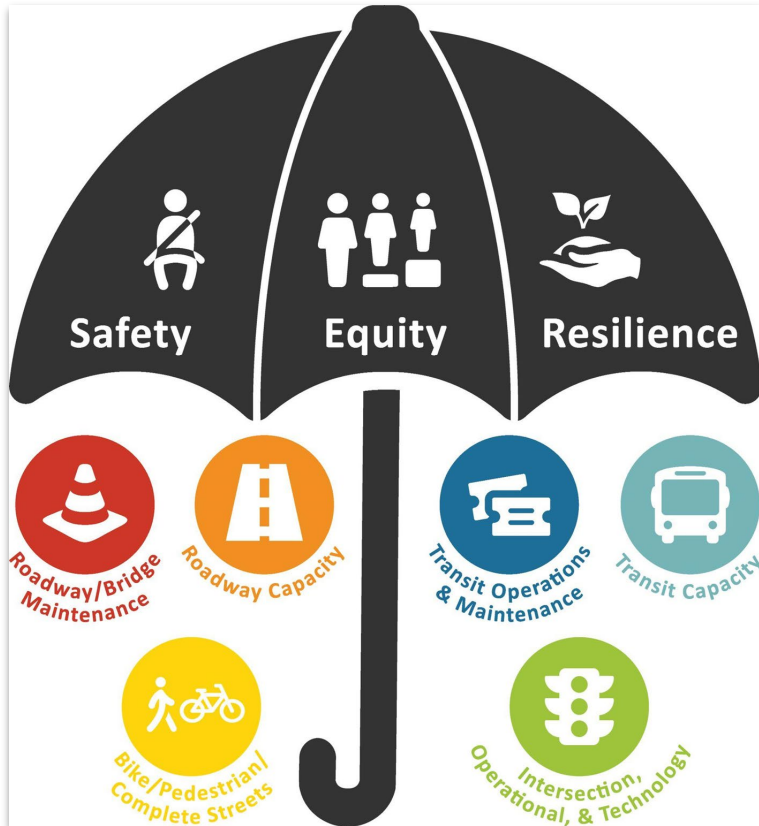 Safety
Equity
Resilience
Roadway/Bridge
Maintenance
Roadway Capacity
Transit Operations
& Maintenance
Transit Capacity
Bike/Pedestrian/
Complete Streets
Intersection,
Operational, & Technology